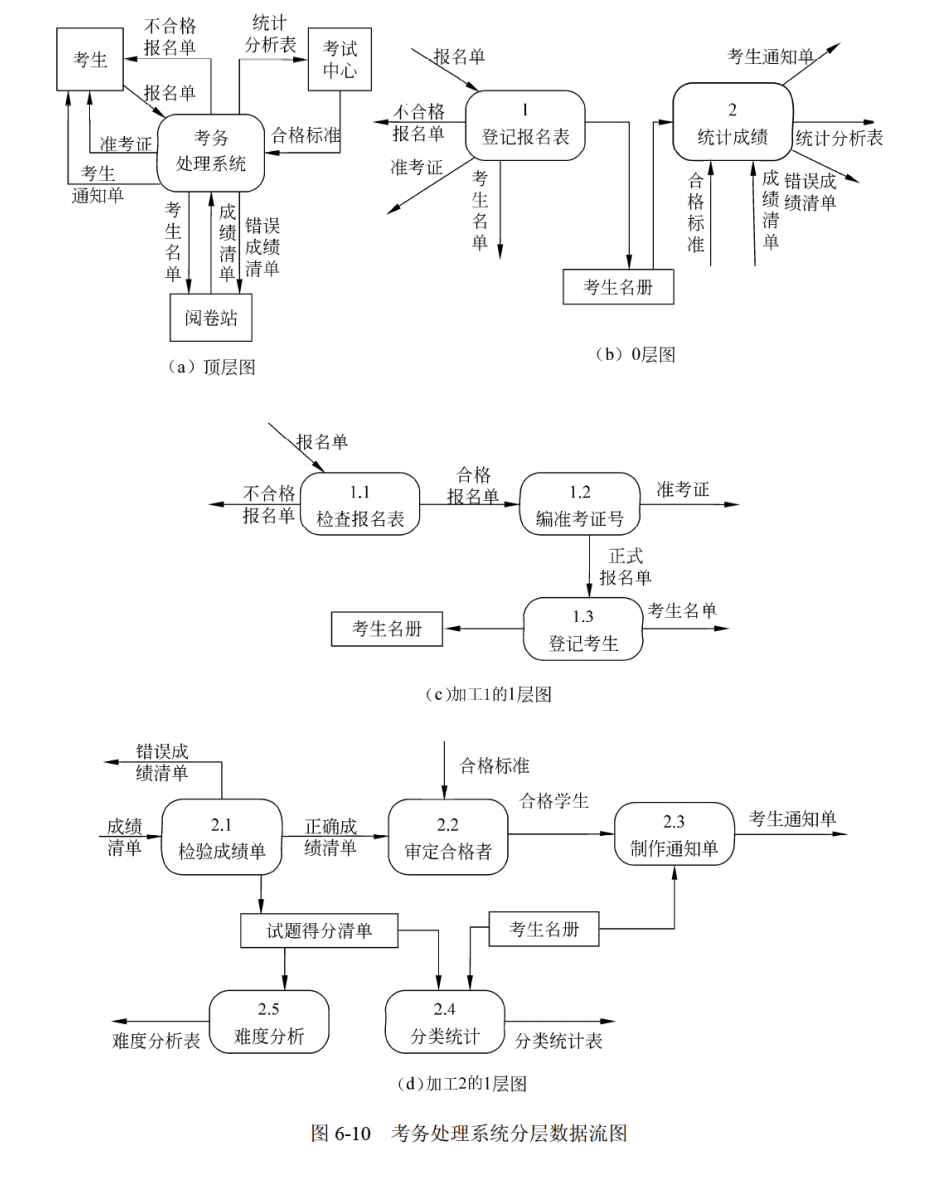 考生
不合格
报名单
统计
分析表
考试
中心
报名单
准考证
考生
通知单
考务
处理系统
合格标准
考生名单
成绩清单
错误成绩清单
阅卷站
（a）顶层图
报名单
不合格
报名单
准考证
1
登记报名表
考生名单
考生名册
2
统计成绩
考生通知单
统计分析表
错误成
绩清单
合格标准
成绩清单
（b）0层图
报名单
不合格
报名单
1.1
检查报名表
合格
报名单
1.2
编准考证号
准考证
正式
报名单
考生名册
1.3
登记考生
考生名单
（c)加工1的1层图
错误成
绩清单
成绩
清单
2.1
检验成绩单
正确成
绩清单
合格标准
2.2
审定合格者
合格学生
2.3
制作通知单
考生通知单
试题得分清单
考生名册
难度分析表
2.5
难度分析
2.4
分类统计
分类统计表
（d)加工2的1层图
图 6-10 考务处理系统分层数据流图